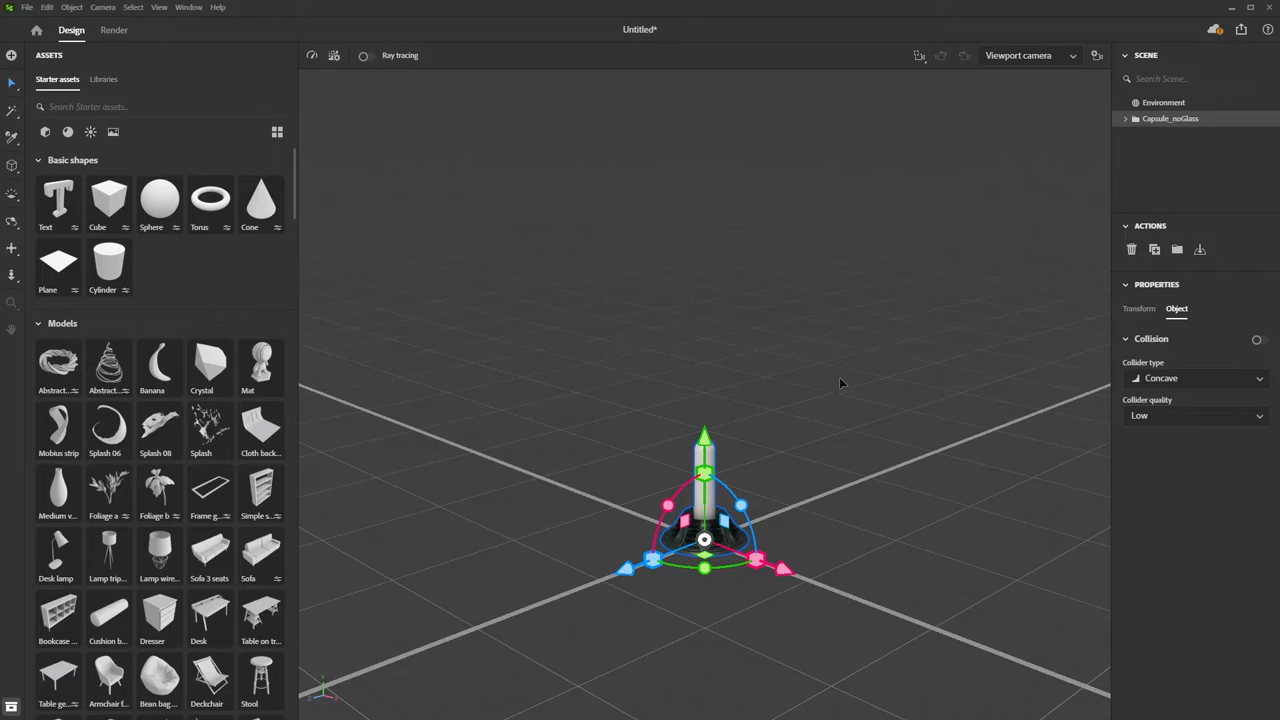 Sg File Edit Object Camera Select View Window Help
Design Render Untitled*
ASSETS
Starter assets Libraries
Search Starter assets..
Basic shapes
Text Cube Sphere Torus Cone
Plane Cylinder
Models
Abstract... Abstract... Banana Crystal Mat
Mobius strip Splash 06 Splash 08 Splash Cloth back...
Medium v... Foliage a Foliage b Frame g... Simple s...
Desk lamp Lamp trip... Lamp wire... Sofa 3 seats Sofa
Bookcase ... Cushion b... Dresser Desk Table on tr...
Table ge... Armchair f... Bean bag ... Deckchair Stool
Ray tracing Viewport camera
SCENE
Search Scene...
Environment
Capsule_noGlass
ACTIONS
PROPERTIES
Transform Object
Collision
Collider type
Concave
Collider quality
Low